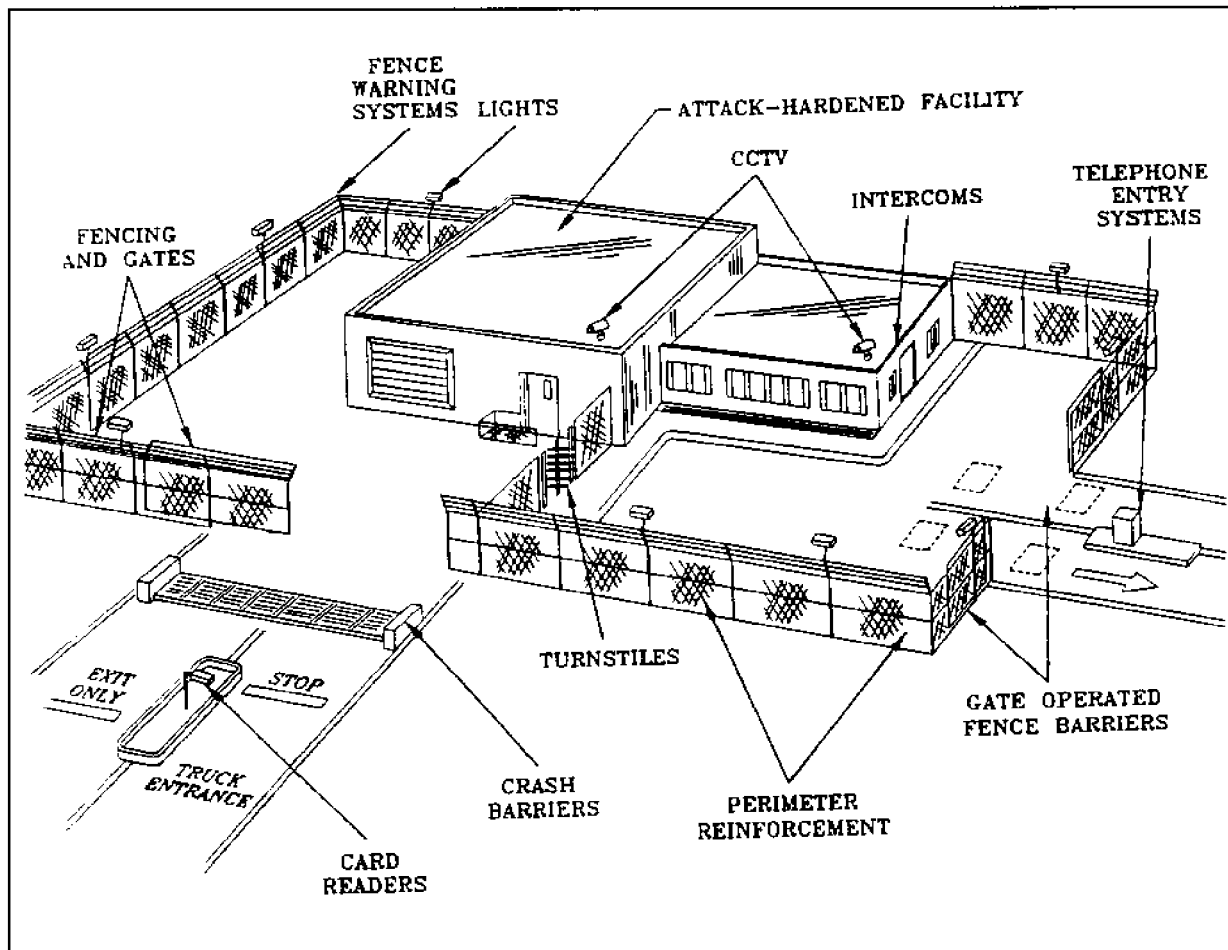 FENCE
WARNING
SYSTEMS
LIGHTS
ATTACK-HARDENED FACILITY
CCTV
INTERCOMS
TELEPHONE
ENTRY
SYSTEMS
FENCING
AND GATES
TURNSTILES
EXIT
ONLY
STOP
TRUCK
ENTRANCE
CRASH
BARRIERS
CARD
READERS
PERIMETER
REINFORCEMENT
GATE OPERATED
FENCE BARRIERS